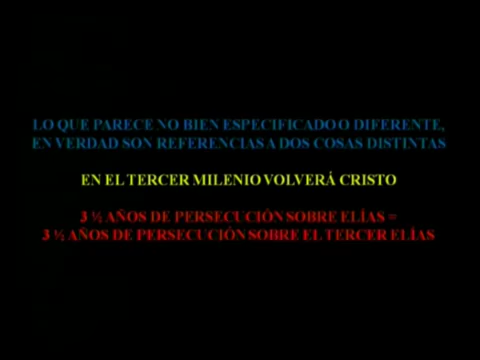 LO QUE PARECE NO BIEN ESPECIFICADO O DIFERENTE,
EN VERDAD SON REFERENCIAS A DOS COSAS DISTINTAS
EN EL TERCER MILENIO VOLVERÁ CRISTO
3 ½ AÑOS DE PERSECUCIÓN SOBRE ELÍAS =
3 ½ AÑOS DE PERSECUCIÓN SOBRE EL TERCER ELÍAS